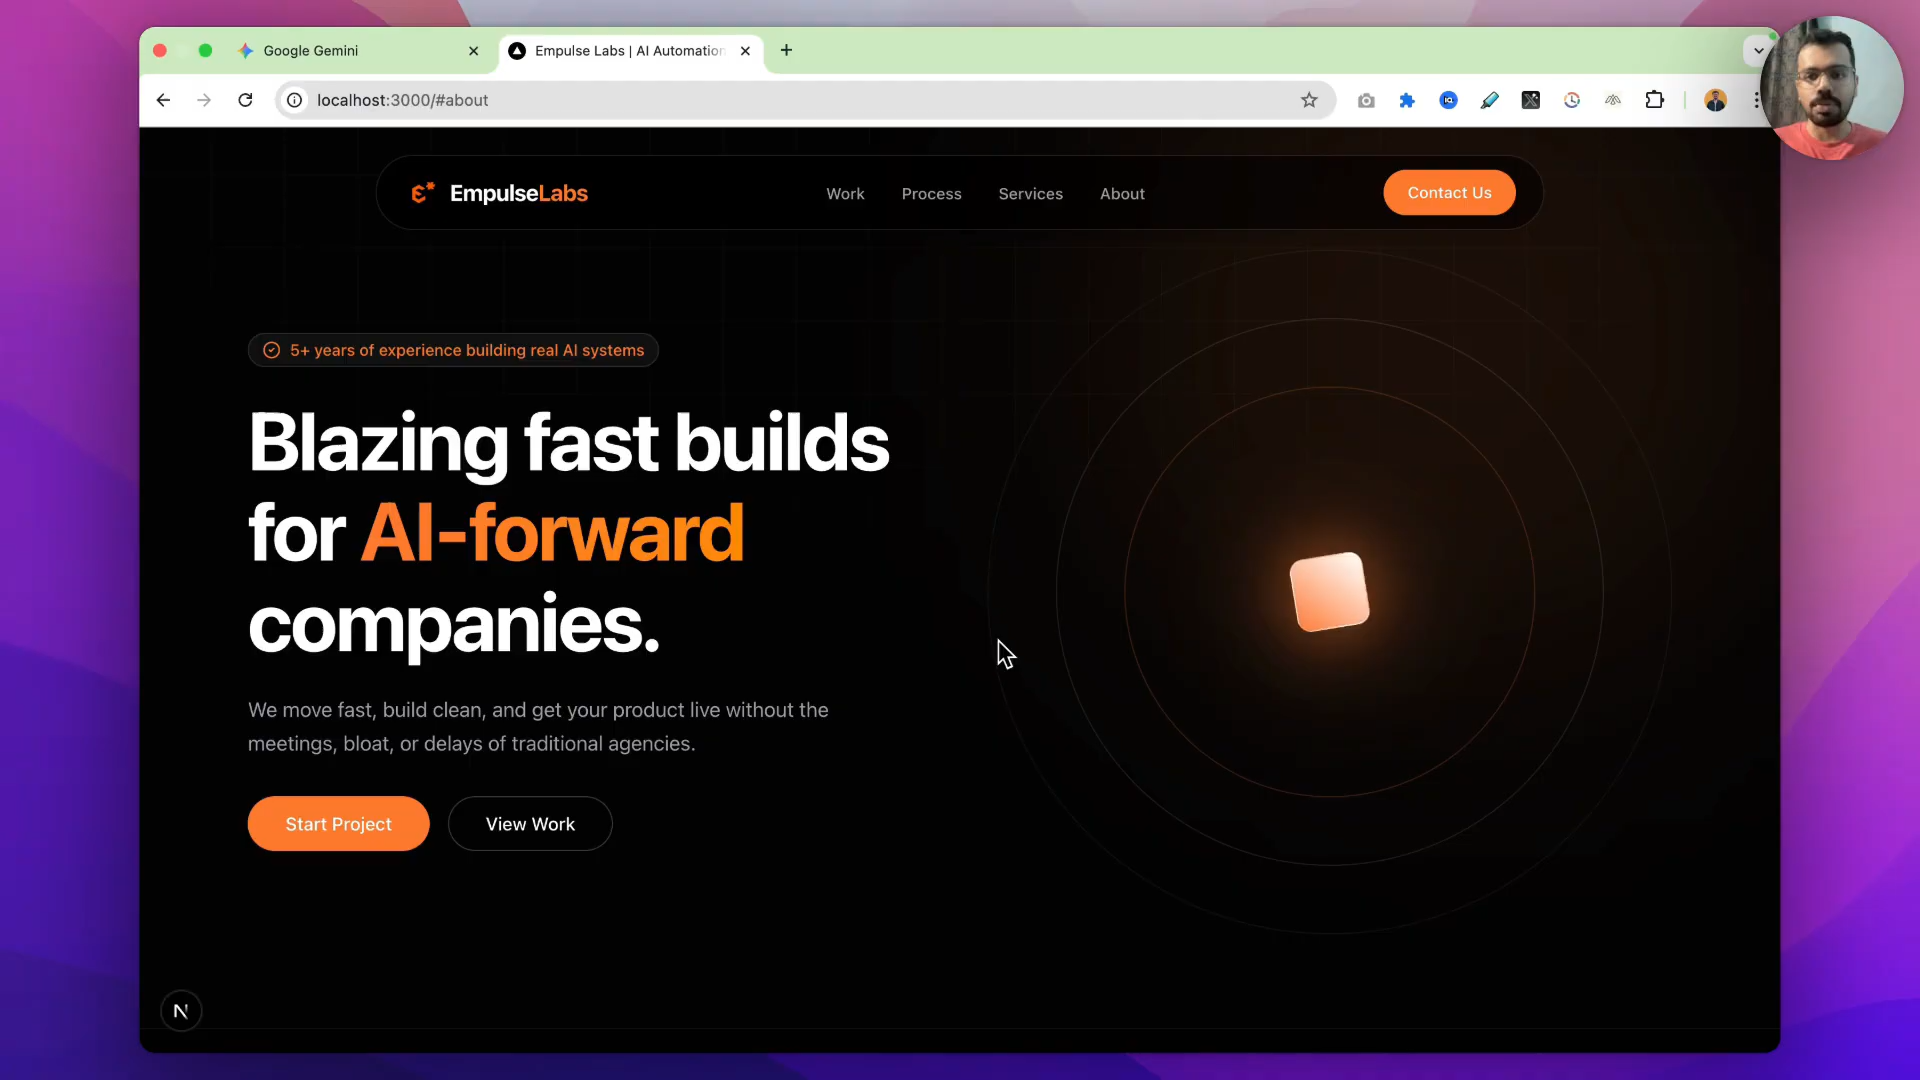 Google Gemini
Empulse Labs | AI Automation
localhost:3000/#about
EmpulseLabs
Work
Process
Services
About
Contact Us
5+ years of experience building real AI systems
Blazing fast builds
for AI-forward
companies.
We move fast, build clean, and get your product live without the
meetings, bloat, or delays of traditional agencies.
Start Project
View Work
N